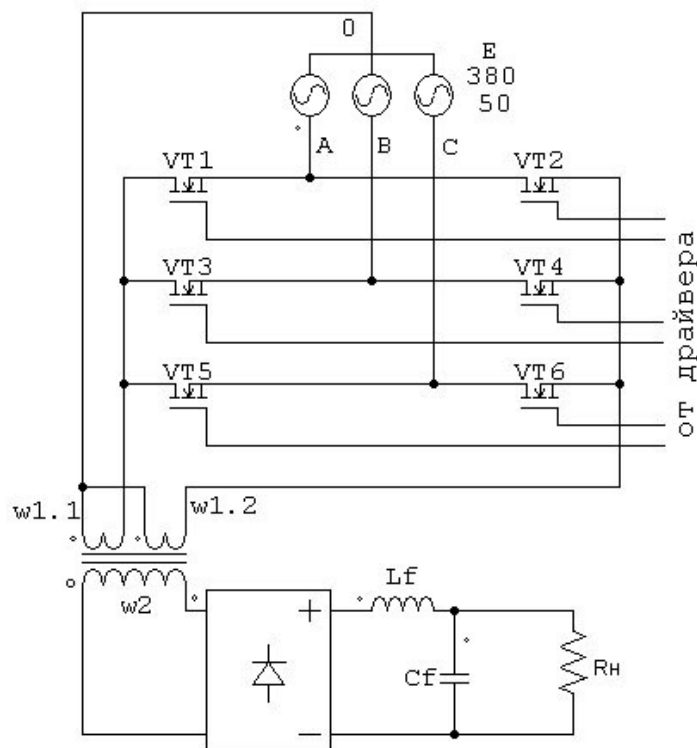 0
E
380
50
A
B
C
VT1
VT2
VT3
VT4
VT5
VT6
от драйвера
w1.1
w1.2
w2
Lf
Cf
Rн